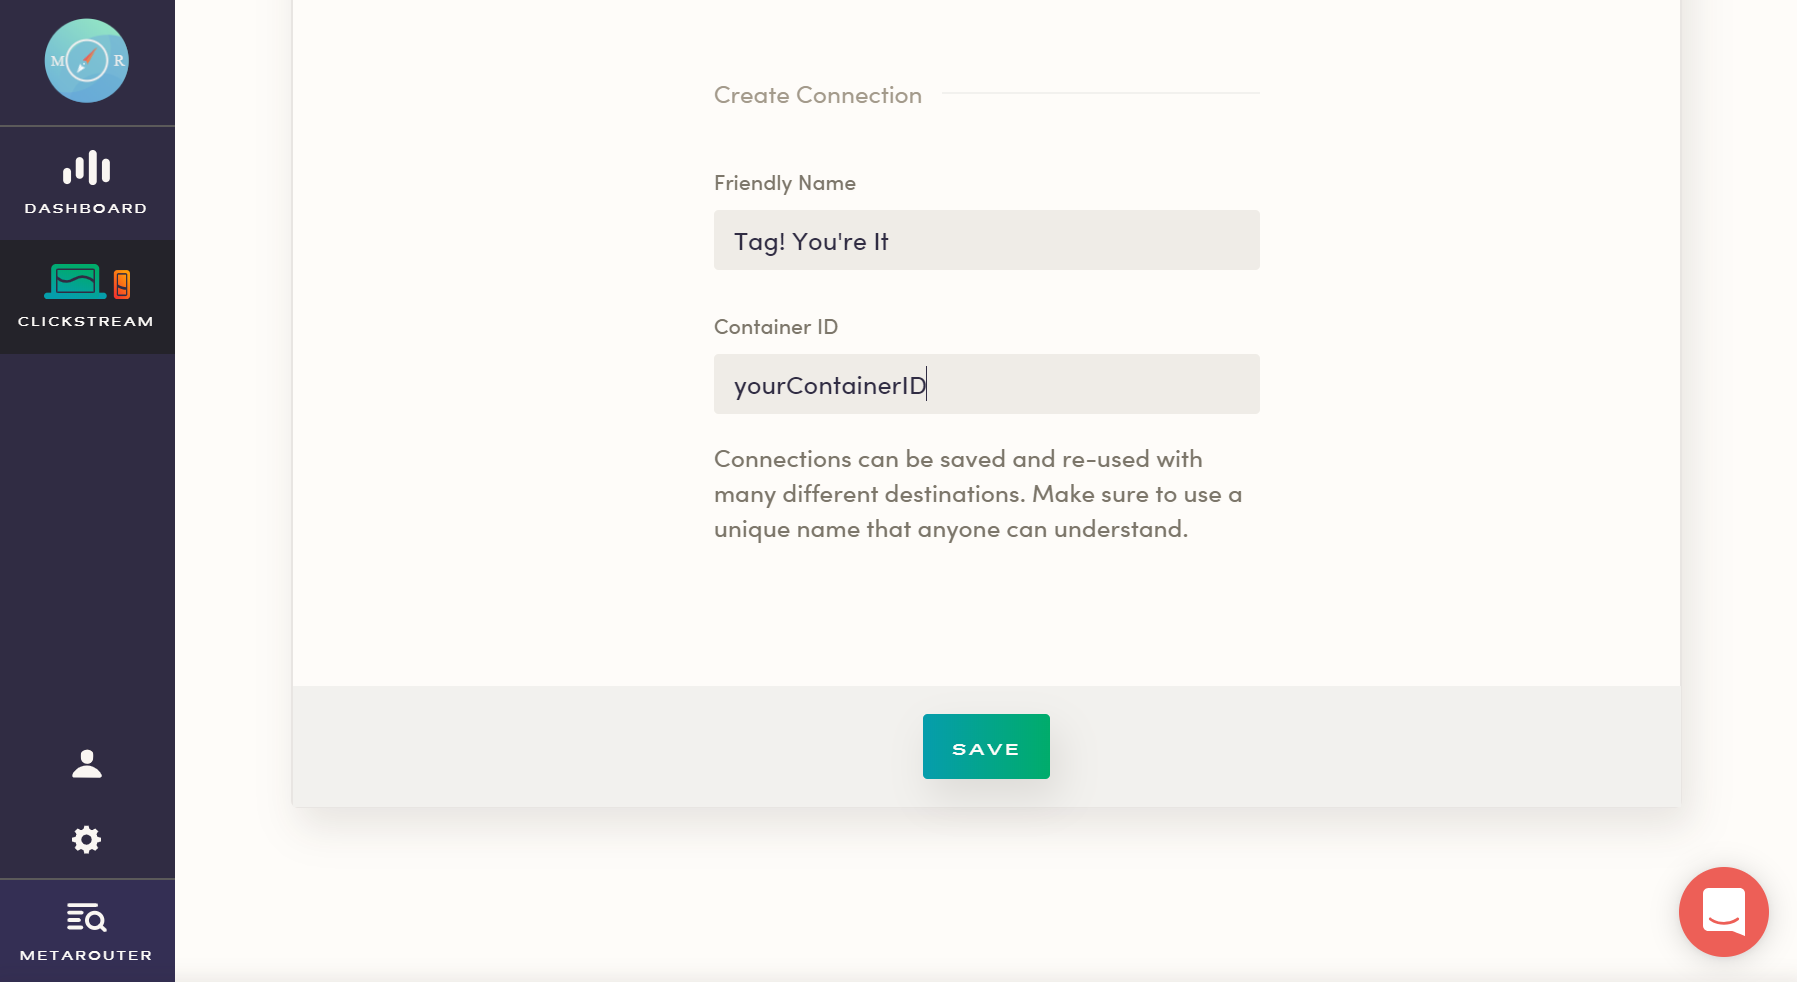 M R
DASHBOARD
CLICKSTREAM
METAROUTER
Create Connection
Friendly Name
Tag! You're It
Container ID
yourContainerID
Connections can be saved and re-used with
many different destinations. Make sure to use a
unique name that anyone can understand.
SAVE